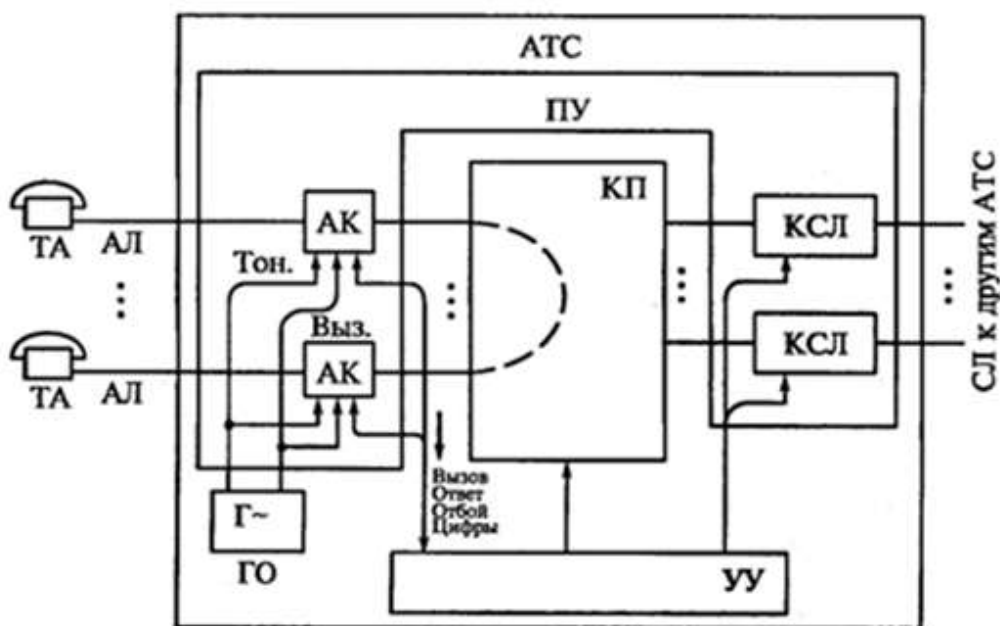 АТС
ПУ
КП
АК
КСЛ
ТА
АЛ
Тон.
...
...
...
...
Выз.
АК
КСЛ
ТА
АЛ
СЛ к другим АТС
Вызов
Ответ
Отбой
Цифры
Г~
ГО
УУ